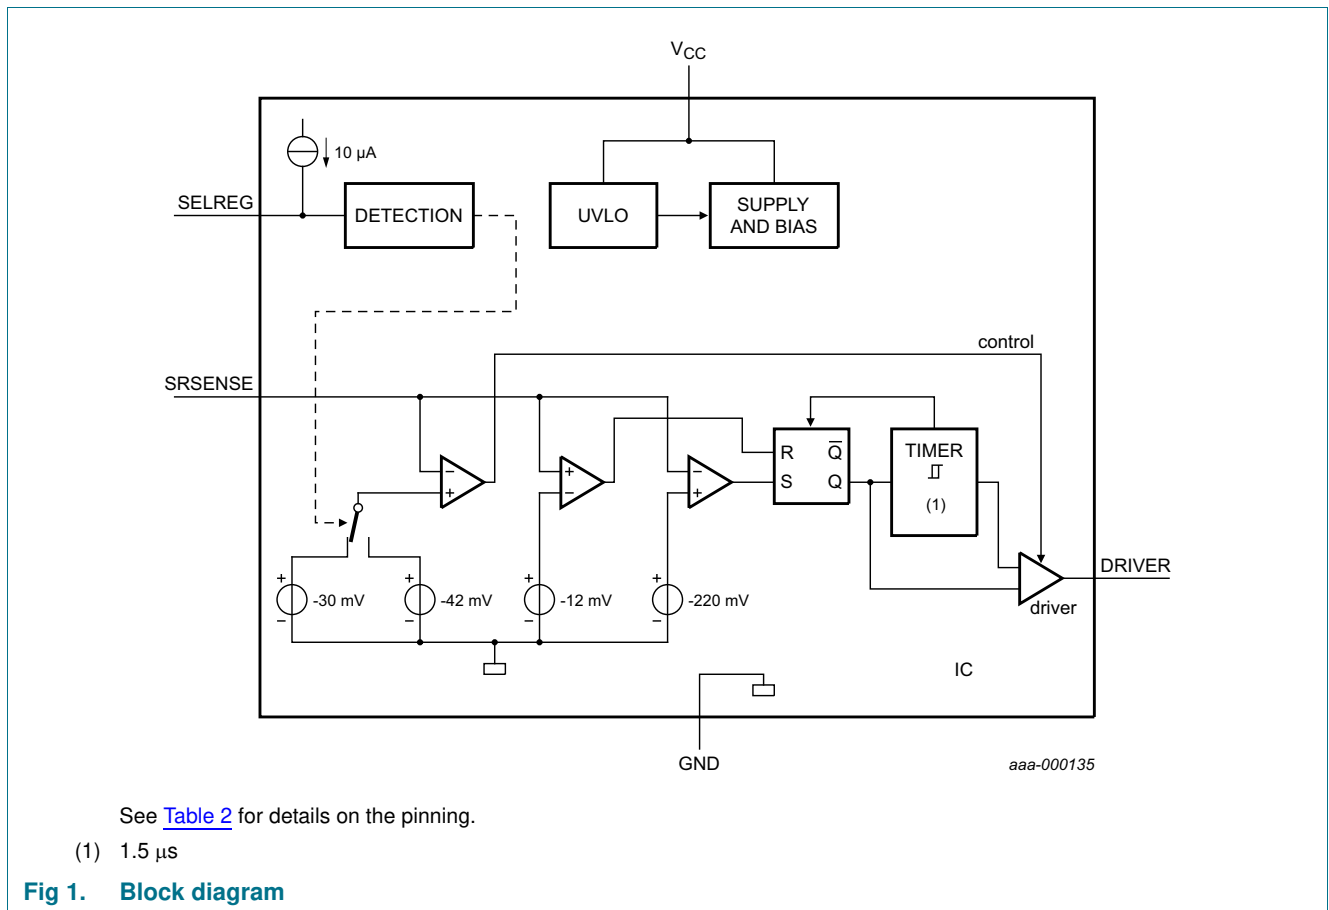 VCC
10 μA
SELREG
DETECTION
UVLO
SUPPLY
AND BIAS
control
SRSENSE
R Q̅
S Q
TIMER
(1)
− + + − − +
DRIVER
driver
+ + + +
-30 mV -42 mV -12 mV -220 mV
− − − −
IC
GND
aaa-000135
See Table 2 for details on the pinning.
(1) 1.5 μs
Fig 1. Block diagram